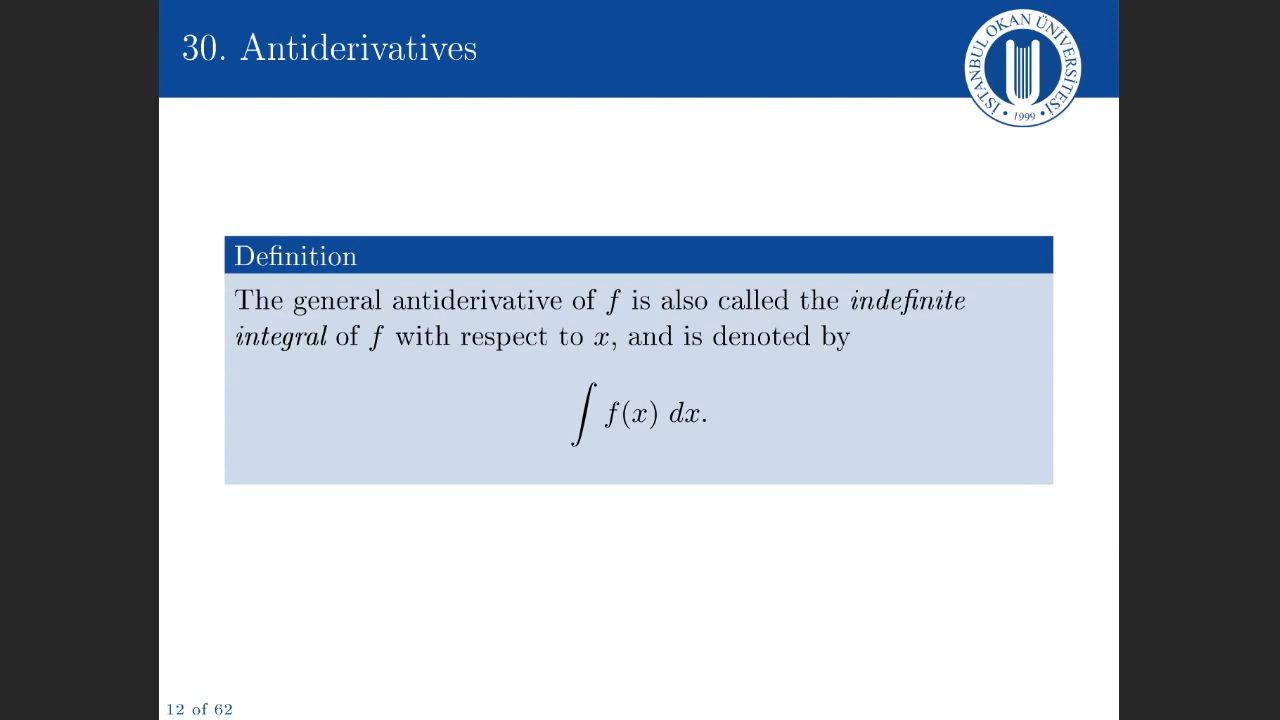 30. Antiderivatives
İSTANBUL OKAN ÜNİVERSİTESİ
• 1999 •
Definition
The general antiderivative of f is also called the indefinite
integral of f with respect to x, and is denoted by
∫ f(x) dx.
12 of 62